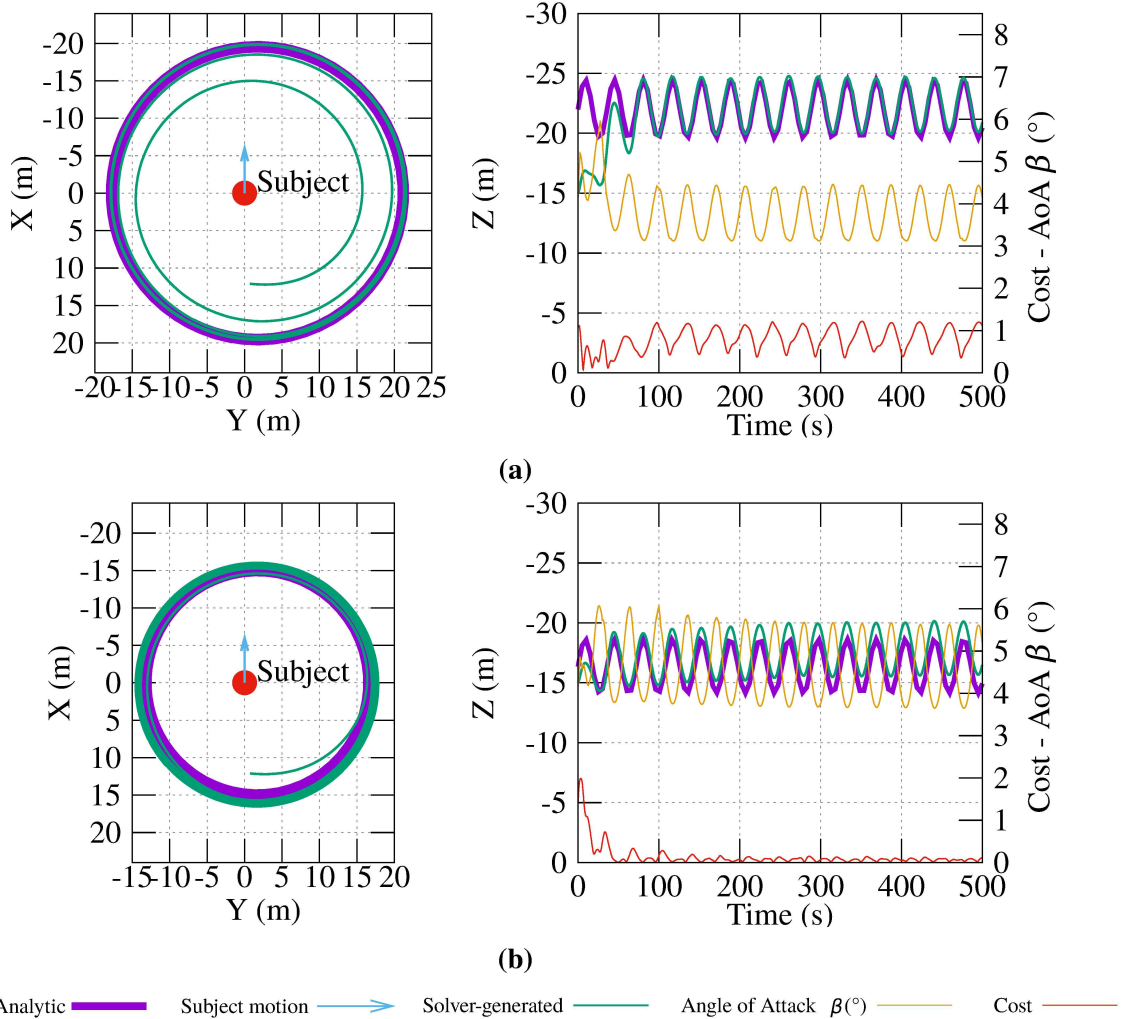 -20
-15
-10
-5
0
5
10
15
20
X (m)
-20 -15 -10 -5 0 5 10 15 20 25
Y (m)
Subject
-30
-25
-20
-15
-10
-5
0
Z (m)
0 100 200 300 400 500
Time (s)
8
7
6
5
4
3
2
1
0
Cost - AoA β (°)
(a)
-20
-15
-10
-5
0
5
10
15
20
X (m)
-15 -10 -5 0 5 10 15 20
Y (m)
Subject
-30
-25
-20
-15
-10
-5
0
Z (m)
0 100 200 300 400 500
Time (s)
8
7
6
5
4
3
2
1
0
Cost - AoA β (°)
(b)
Analytic Subject motion Solver-generated Angle of Attack β(°) Cost